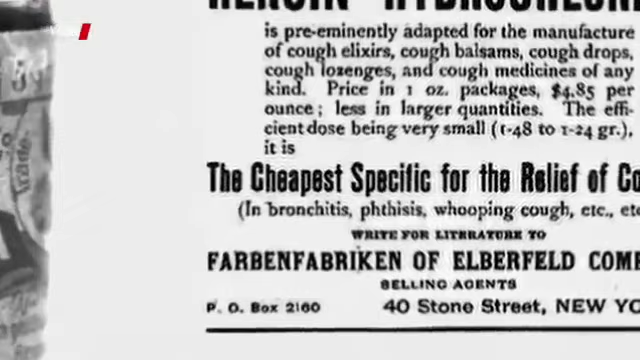 HEROIN HYDROCHLOR
is pre-eminently adapted for the manufacture
of cough elixirs, cough balsams, cough drops,
cough lozenges, and cough medicines of any
kind. Price in 1 oz. packages, $4.85 per
ounce; less in larger quantities. The effi-
cient dose being very small (1-48 to 1-24 gr.),
it is
The Cheapest Specific for the Relief of Co
(In bronchitis, phthisis, whooping cough, etc., etc
WRITE FOR LITERATURE TO
FARBENFABRIKEN OF ELBERFELD COM
SELLING AGENTS
P. O. Box 2160 40 Stone Street, NEW YO